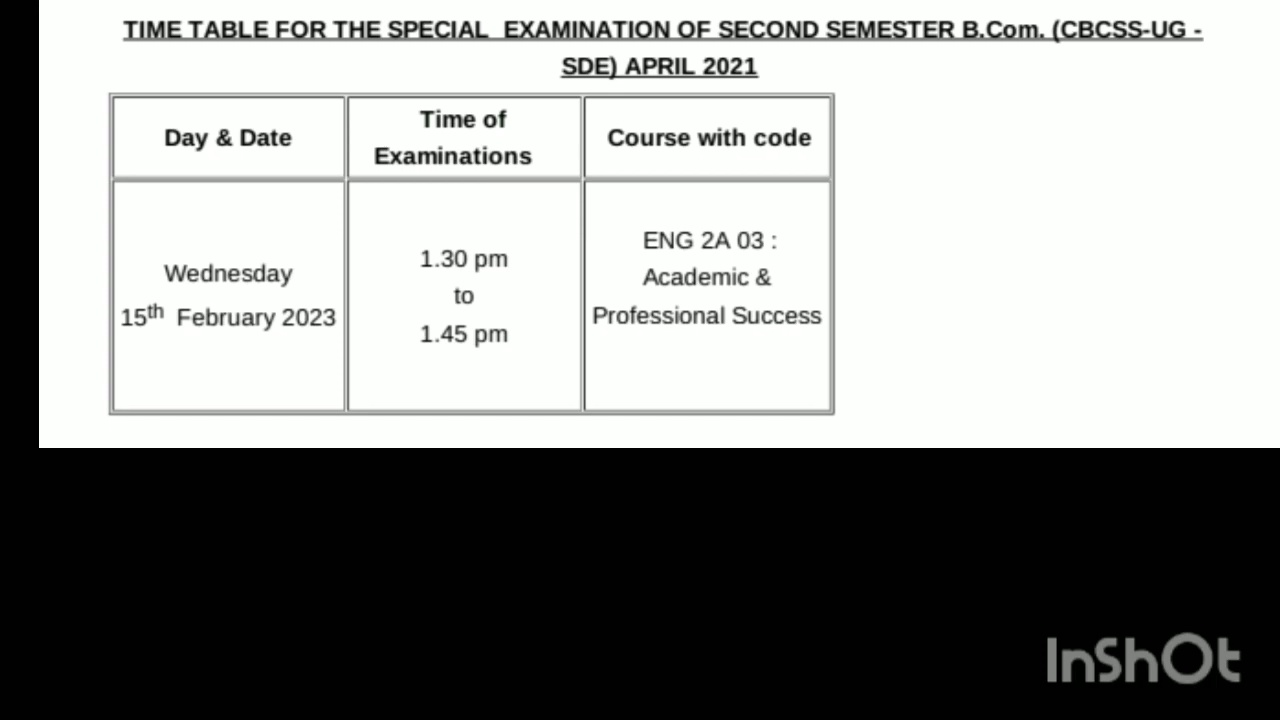 TIME TABLE FOR THE SPECIAL EXAMINATION OF SECOND SEMESTER B.Com. (CBCSS-UG -
SDE) APRIL 2021
Day & Date
Time of
Examinations
Course with code
Wednesday
15th February 2023
1.30 pm
to
1.45 pm
ENG 2A 03 :
Academic &
Professional Success
InShOt